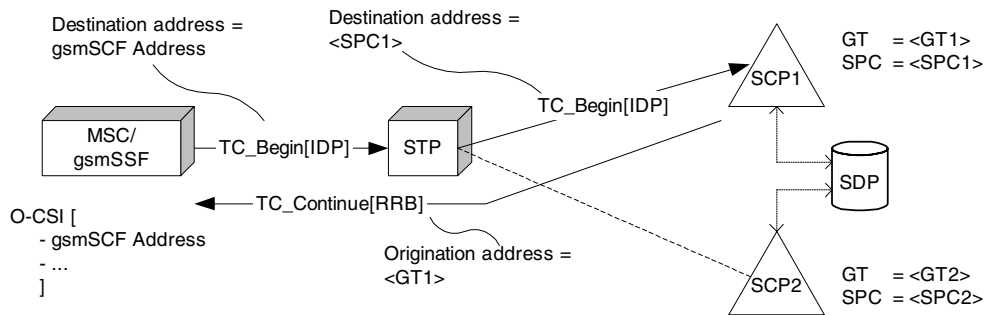 Destination address =
gsmSCF Address
Destination address =
<SPC1>
GT = <GT1>
SPC = <SPC1>
SCP1
TC_Begin[IDP]
MSC/
gsmSSF
TC_Begin[IDP]
STP
SDP
TC_Continue[RRB]
O-CSI [
- gsmSCF Address
- ...
]
Origination address =
<GT1>
SCP2
GT = <GT2>
SPC = <SPC2>